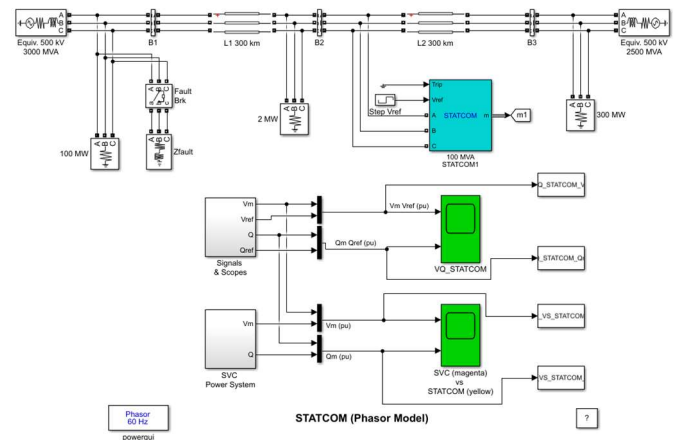 A
B
C
Equiv. 500 kV
3000 MVA
B1
L1 300 km
B2
L2 300 km
B3
A
B
C
Equiv. 500 kV
2500 MVA
A B C
Fault
Brk
A B C
Zfault
A B C
100 MW
A B C
2 MW
Step Vref
Trip
Vref
A
B
C
STATCOM
m
m1
100 MVA
STATCOM1
A B C
300 MW
Vm
Vref
Q
Qref
Signals
& Scopes
Vm Vref (pu)
Qm Qref (pu)
VQ_STATCOM
Q_STATCOM_V
_STATCOM_Q
Vm
Q
SVC
Power System
Vm (pu)
Qm (pu)
SVC (magenta)
vs
STATCOM (yellow)
_VS_STATCOM
VS_STATCOM_
Phasor
60 Hz
powergui
STATCOM (Phasor Model)
?